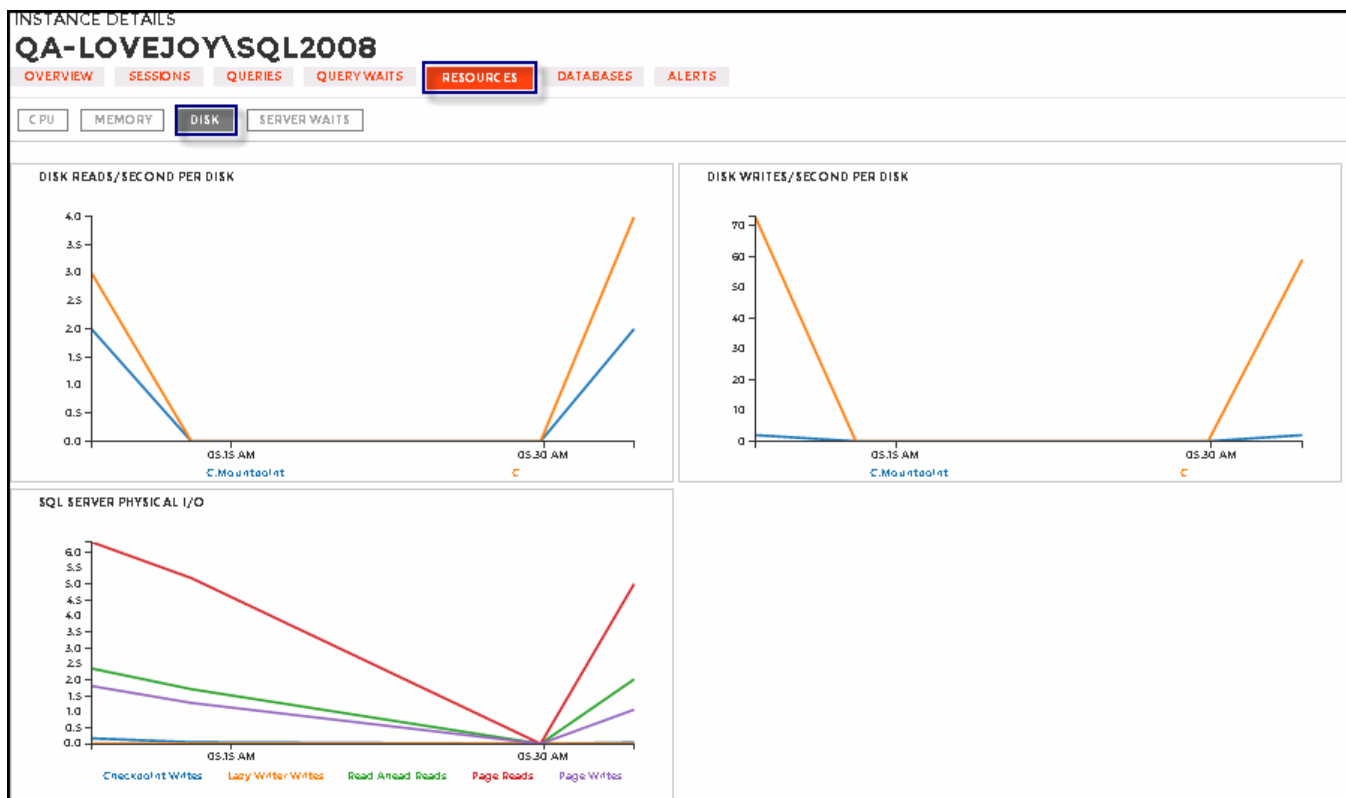 INSTANCE DETAILS
QA-LOVEJOY\SQL2008
OVERVIEW SESSIONS QUERIES QUERY WAITS RESOURCES DATABASES ALERTS
CPU MEMORY DISK SERVER WAITS
DISK READS/SECOND PER DISK
4.0
3.5
3.0
2.5
2.0
1.5
1.0
0.5
0.0
05:15 AM 05:30 AM
C:Mountpoint C
DISK WRITES/SECOND PER DISK
70
60
50
40
30
20
10
0
05:15 AM 05:30 AM
C:Mountpoint C
SQL SERVER PHYSICAL I/O
6.0
5.5
5.0
4.5
4.0
3.5
3.0
2.5
2.0
1.5
1.0
0.5
0.0
05:15 AM 05:30 AM
Checkpoint Writes Lazy Writer Writes Read Ahead Reads Page Reads Page Writes